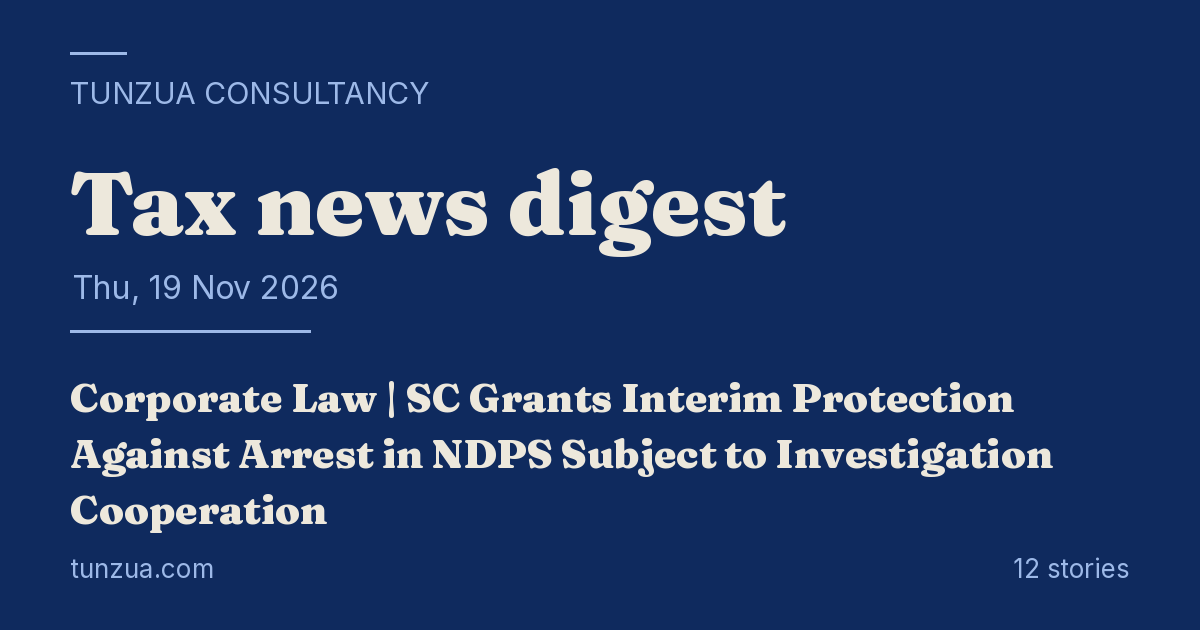 TUNZUA CONSULTANCY
Tax news digest
Thu, 19 Nov 2026
Corporate Law | SC Grants Interim Protection
Against Arrest in NDPS Subject to Investigation
Cooperation
tunzua.com
12 stories